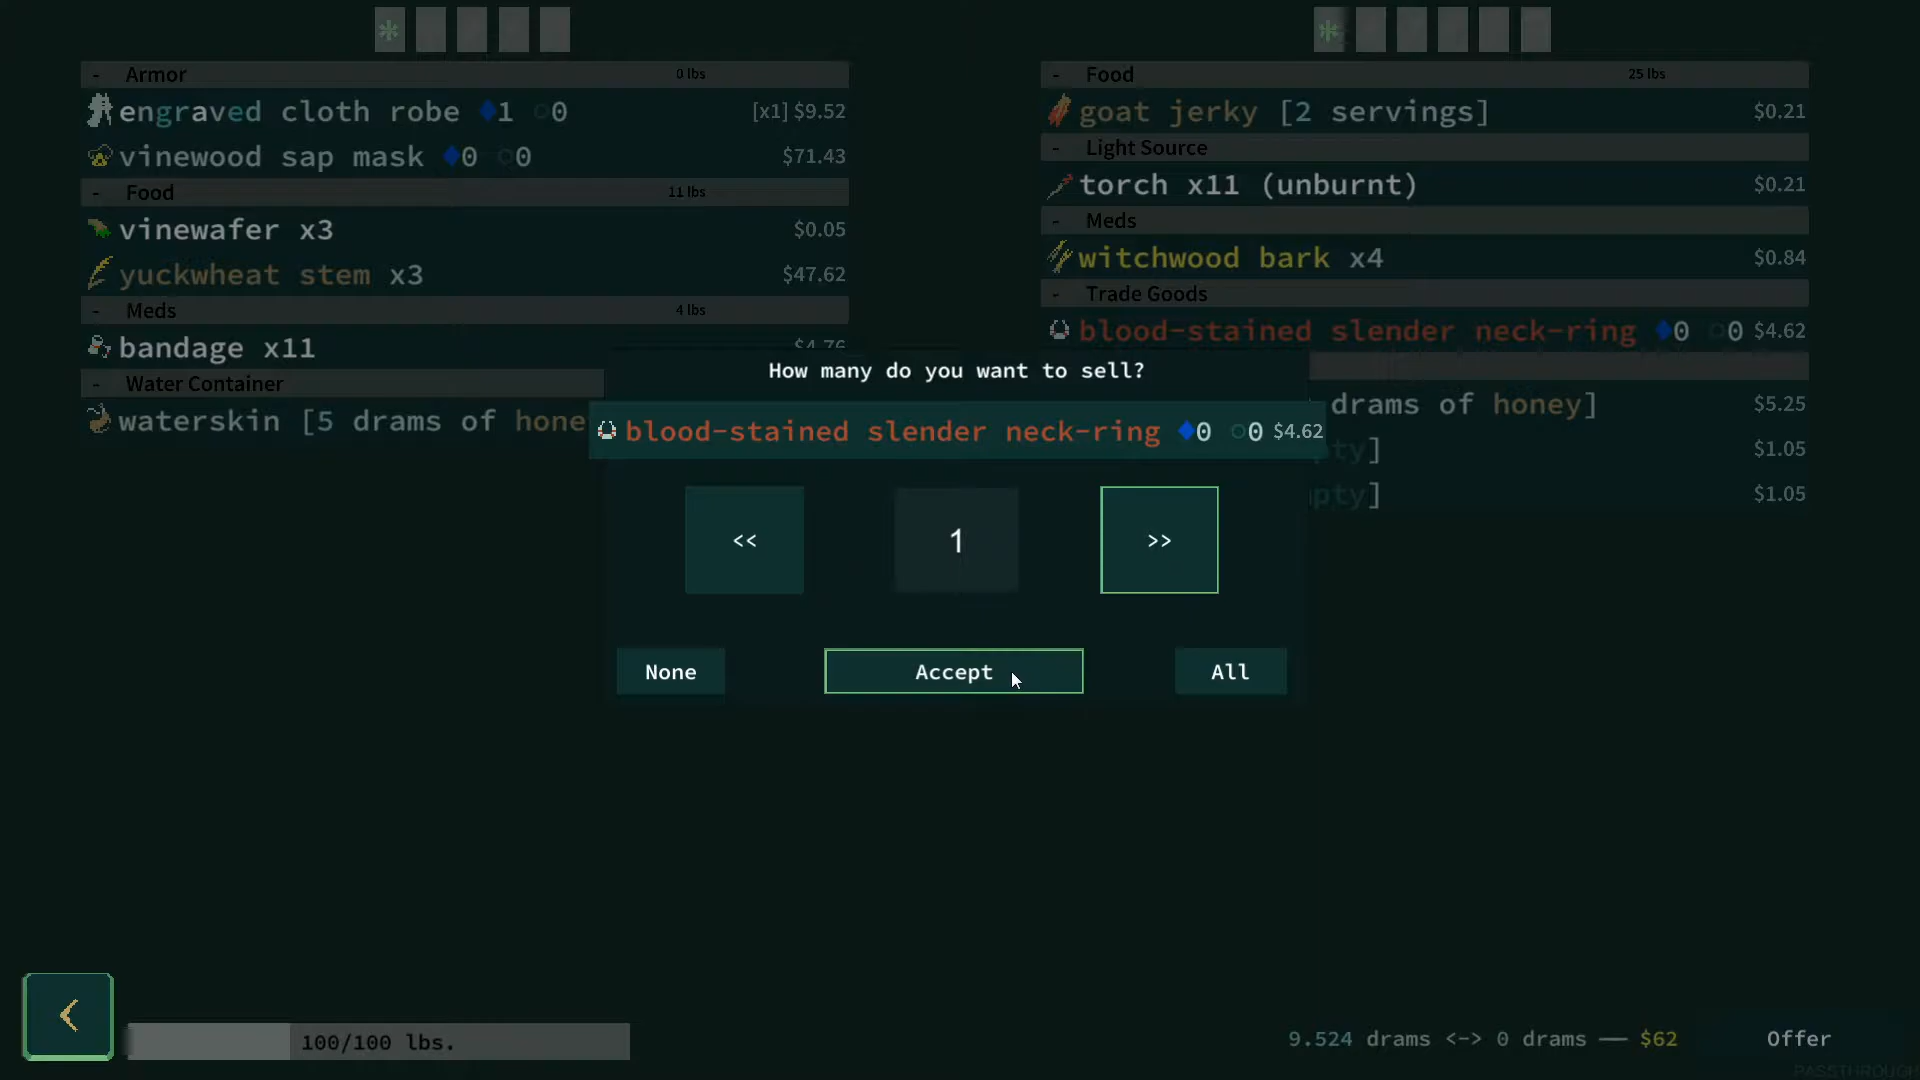 - Armor 0 lbs
engraved cloth robe ◆1 ○0 [x1] $9.52
vinewood sap mask ◆0 ○0 $71.43
- Food 11 lbs
vinewafer x3 $0.05
yuckwheat stem x3 $47.62
- Meds 4 lbs
bandage x11 $4.76
- Water Container
waterskin [5 drams of hone
- Food 25 lbs
goat jerky [2 servings] $0.21
- Light Source
torch x11 (unburnt) $0.21
- Meds
witchwood bark x4 $0.84
- Trade Goods
blood-stained slender neck-ring ◆0 ○0 $4.62
drams of honey] $5.25
pty] $1.05
pty] $1.05
How many do you want to sell?
blood-stained slender neck-ring ◆0 ○0 $4.62
<< 1 >>
None Accept All
100/100 lbs.
9.524 drams <-> 0 drams — $62 Offer
PASSTHROUGH